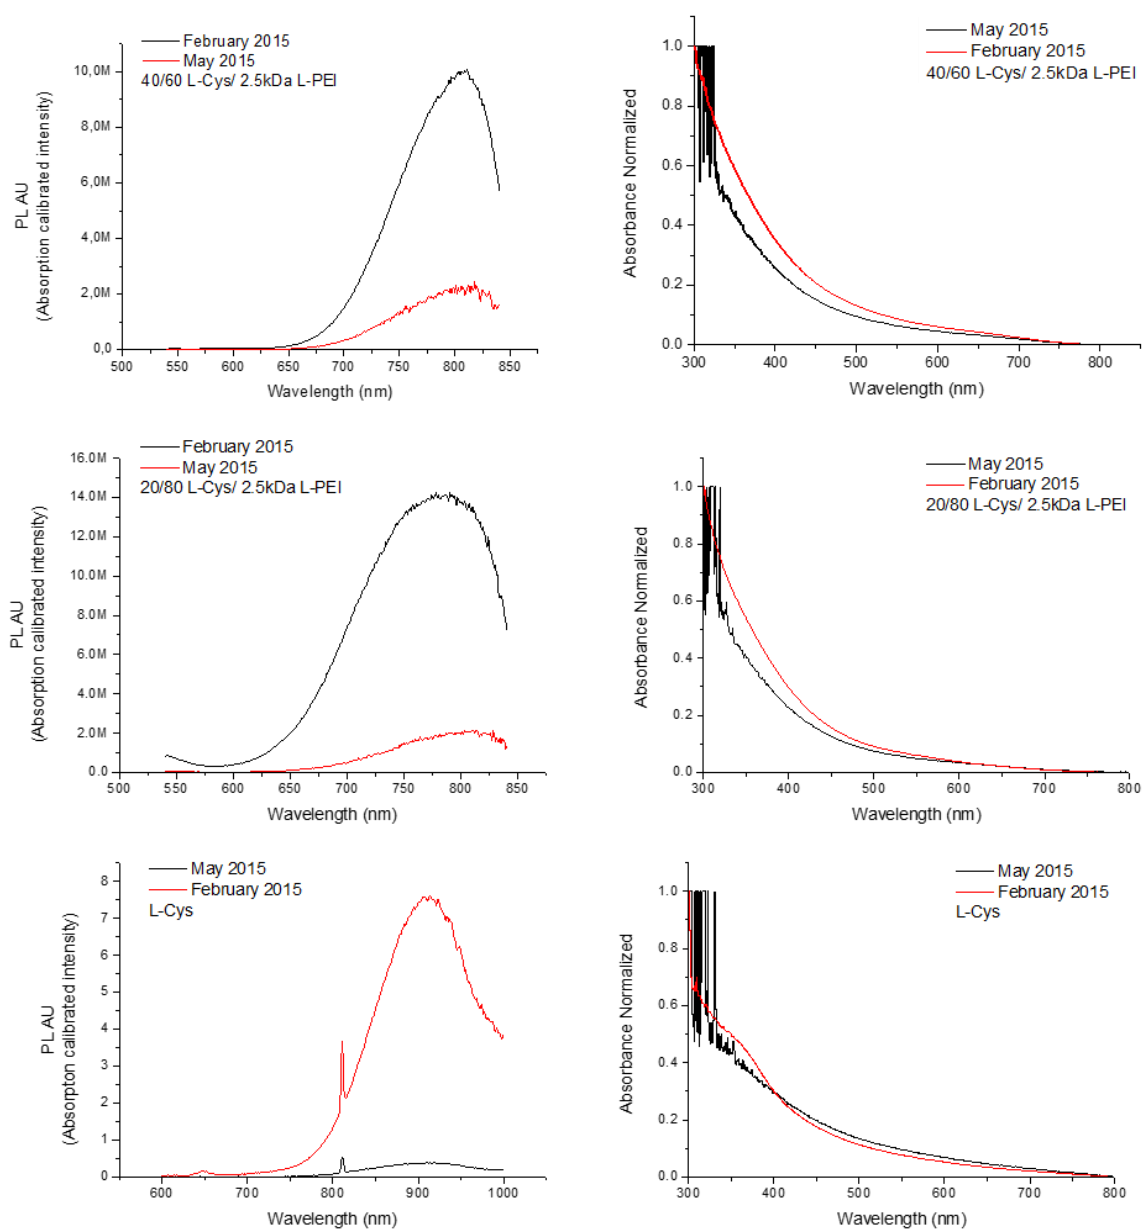 February 2015
May 2015
40/60 L-Cys/ 2.5kDa L-PEI
10,0M
8,0M
6,0M
4,0M
2,0M
0,0
500 550 600 650 700 750 800 850
Wavelength (nm)
PL AU
(Absorption calibrated intensity)
May 2015
February 2015
40/60 L-Cys/ 2.5kDa L-PEI
1.0
0.8
0.6
0.4
0.2
0.0
300 400 500 600 700 800
Wavelength (nm)
Absorbance Normalized
February 2015
May 2015
20/80 L-Cys/ 2.5kDa L-PEI
16.0M
14.0M
12.0M
10.0M
8.0M
6.0M
4.0M
2.0M
0.0
500 550 600 650 700 750 800 850
Wavelength (nm)
PL AU
(Absorption calibrated intensity)
May 2015
February 2015
20/80 L-Cys/ 2.5kDa L-PEI
1.0
0.8
0.6
0.4
0.2
0.0
300 400 500 600 700 800
Wavelength (nm)
Absorbance Normalized
May 2015
February 2015
L-Cys
8
7
6
5
4
3
2
1
0
600 700 800 900 1000
Wavelength (nm)
PL AU
(Absorpton calibrated intensity)
May 2015
February 2015
L-Cys
1.0
0.8
0.6
0.4
0.2
0.0
300 400 500 600 700 800
Wavelength (nm)
Absorbance Normalized